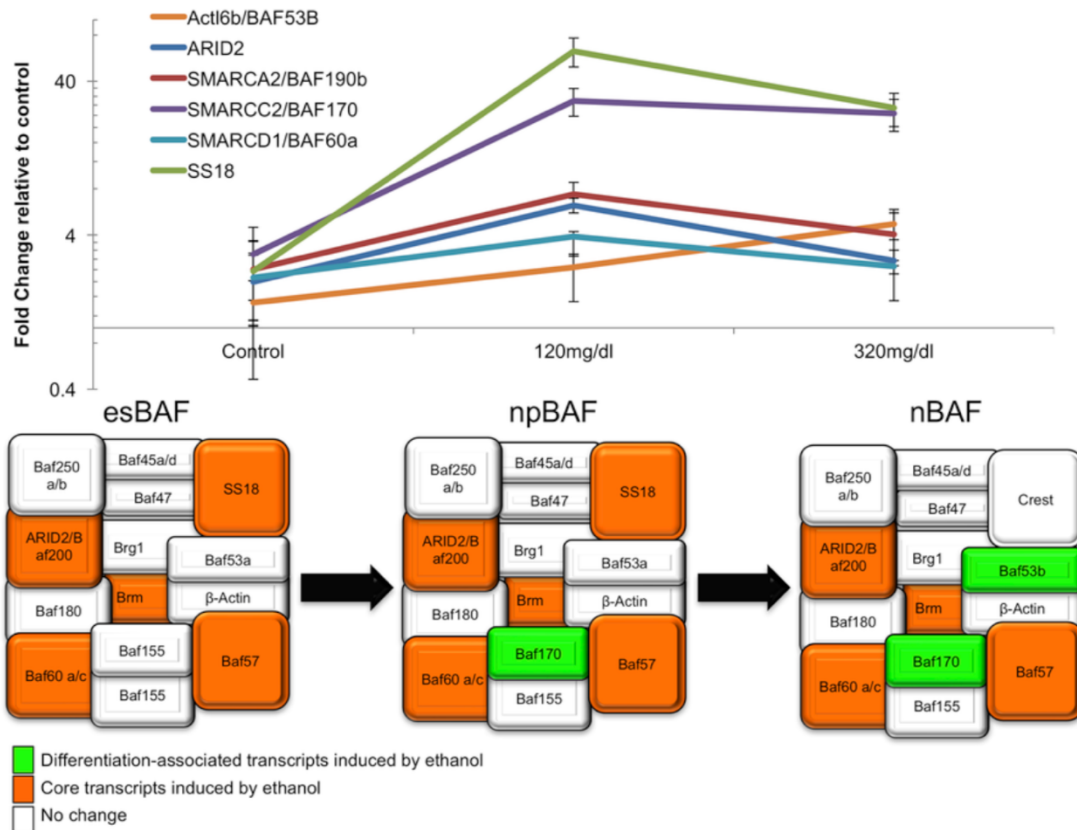 Actl6b/BAF53B
ARID2
SMARCA2/BAF190b
SMARCC2/BAF170
SMARCD1/BAF60a
SS18
Fold Change relative to control
40
4
0.4
Control
120mg/dl
320mg/dl
esBAF
npBAF
nBAF
Baf250
a/b
Baf45a/d
Baf47
SS18
ARID2/B
af200
Brg1
Baf53a
Baf180
Brm
β-Actin
Baf60 a/c
Baf155
Baf155
Baf57
Baf250
a/b
Baf45a/d
Baf47
SS18
ARID2/B
af200
Brg1
Baf53a
Baf180
Brm
β-Actin
Baf60 a/c
Baf170
Baf155
Baf57
Baf250
a/b
Baf45a/d
Baf47
Crest
ARID2/B
af200
Brg1
Baf53b
Baf180
Brm
β-Actin
Baf60 a/c
Baf170
Baf155
Baf57
Differentiation-associated transcripts induced by ethanol
Core transcripts induced by ethanol
No change